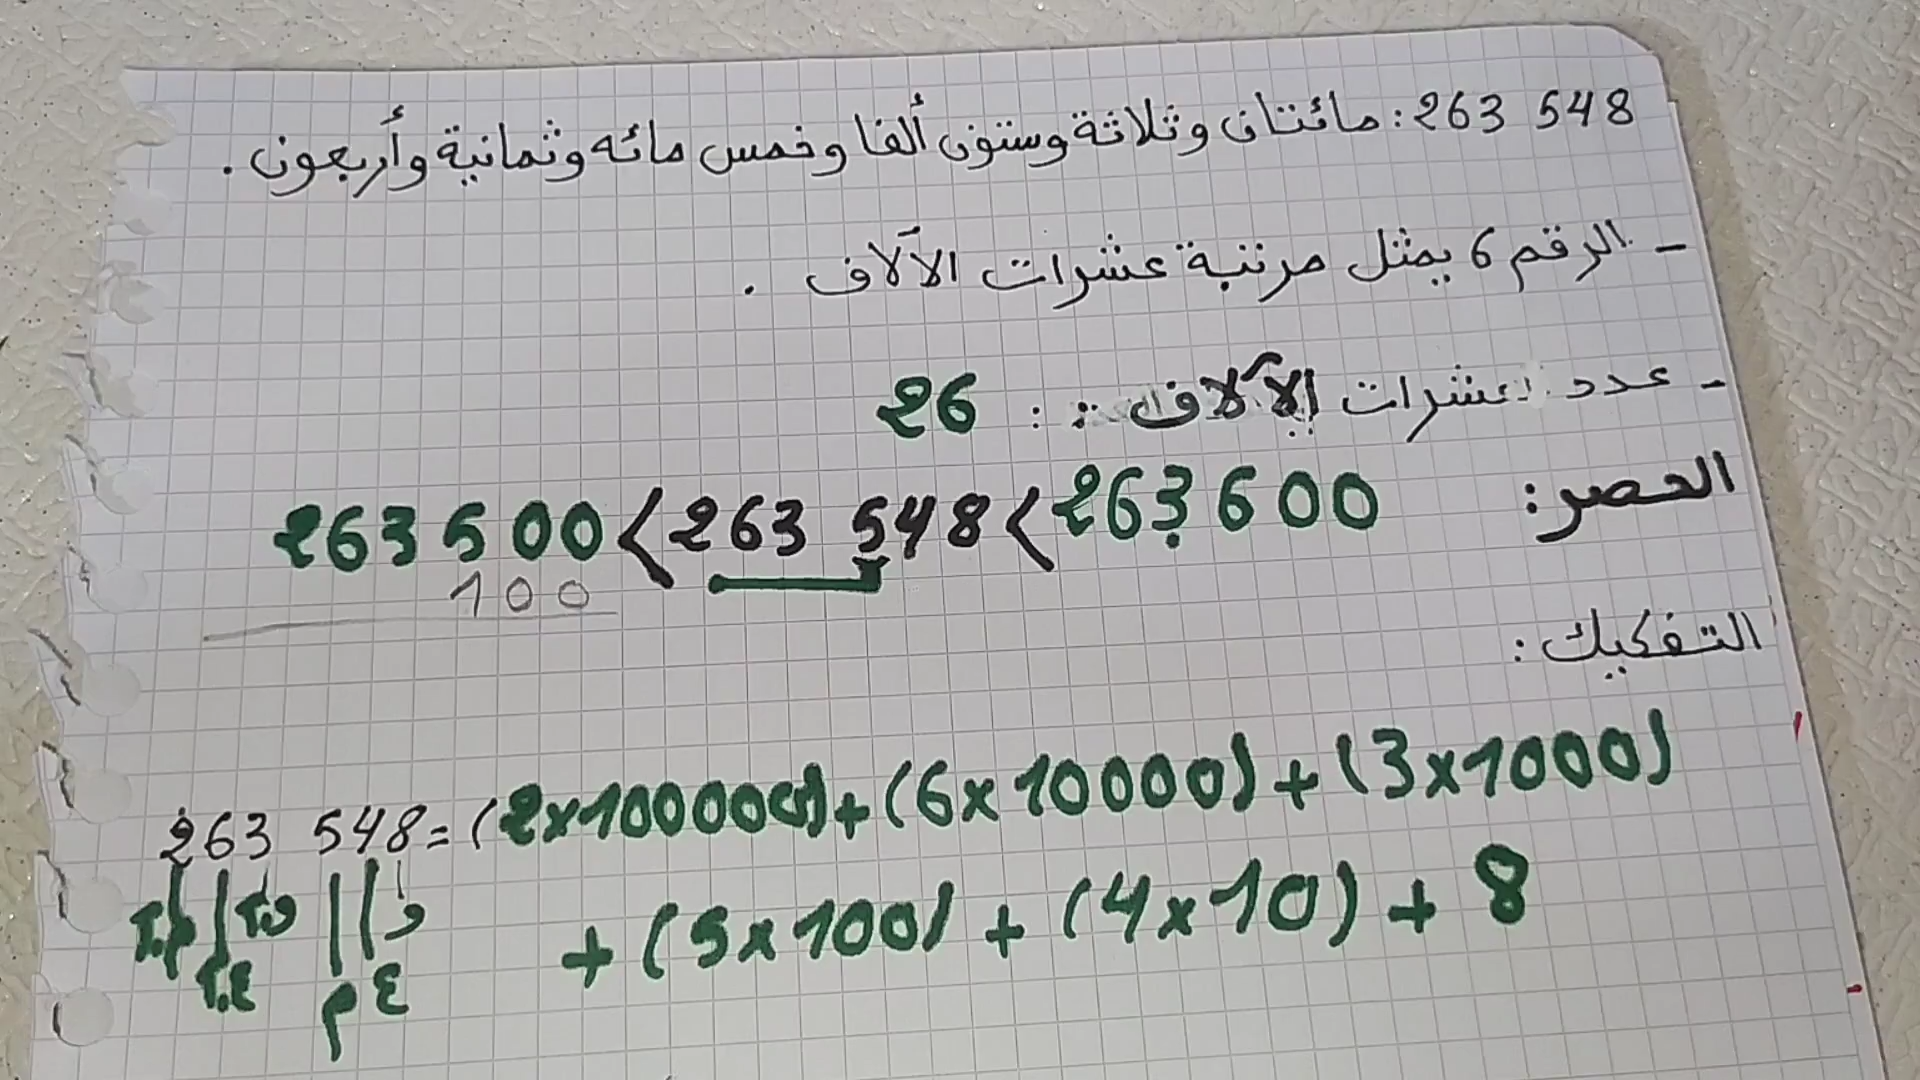 263 548 : مائتان وثلاثة وستون ألفا وخمس مائه وثمانية وأربعون .
- الرقم 6 يمثل مرتبة عشرات الآلاف .
- عدد عشرات الآلاف : : 26
الحصر :
263 500 < 263 548 < 263 600
100
التفكيك :
263 548 = (2x100000) + (6x10000) + (3x1000)
+ (5x100) + (4x10) + 8
و
ع
م